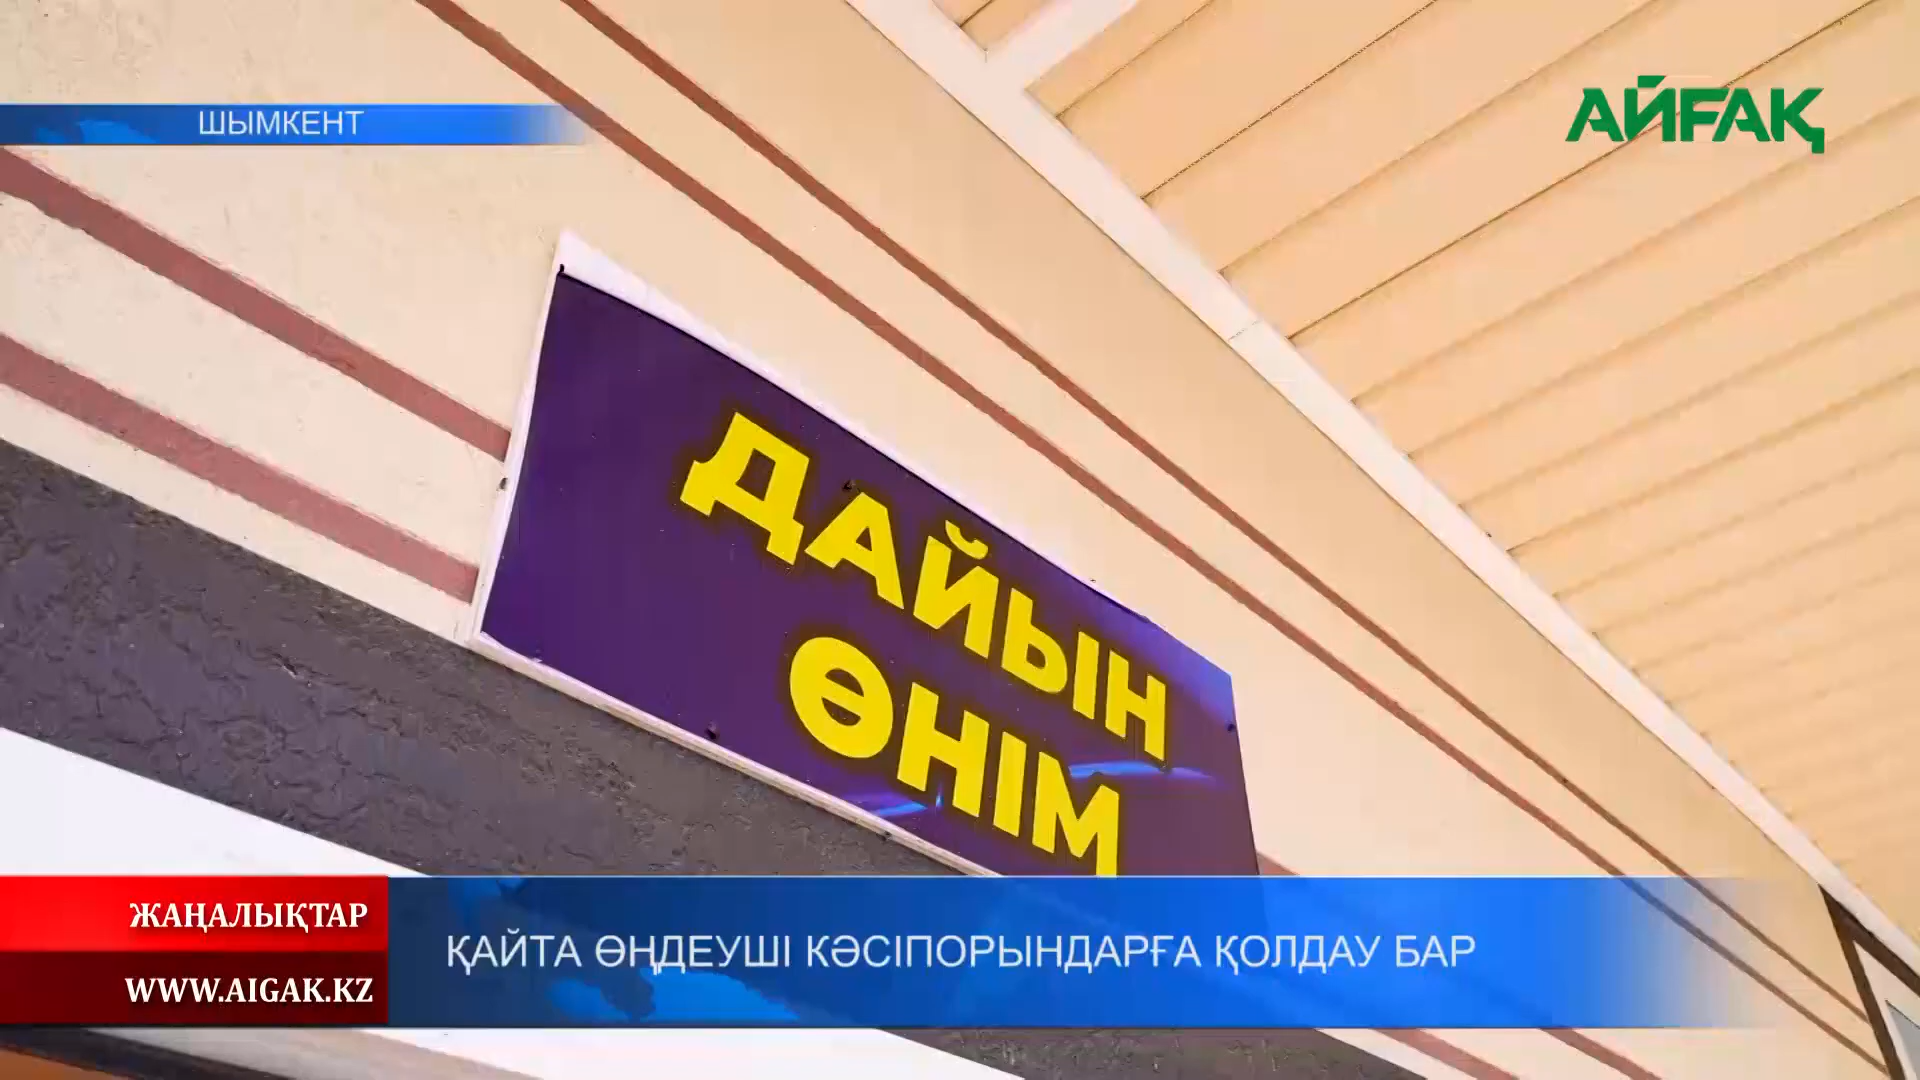 ШЫМКЕНТ
АЙҒАҚ
ДАЙЫН
ӨНІМ
ЖАҢАЛЫҚТАР
WWW.AIGAK.KZ
ҚАЙТА ӨҢДЕУШІ КӘСІПОРЫНДАРҒА ҚОЛДАУ БАР